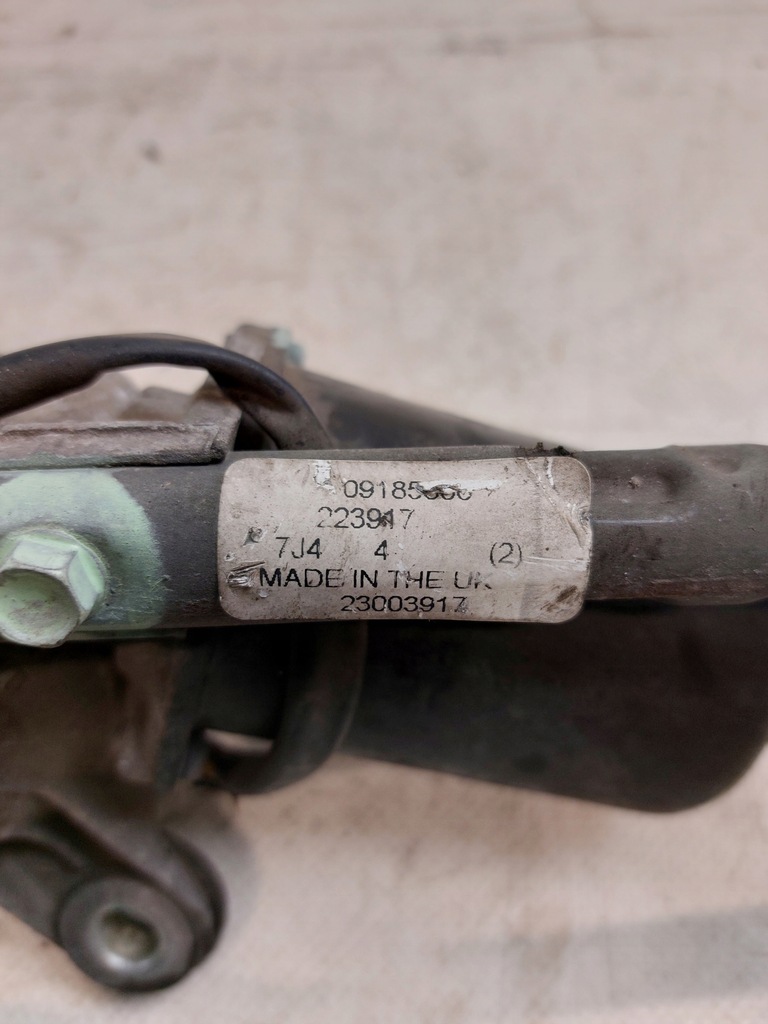 223917
7J4 4 (2)
MADE IN THE UK
23003917